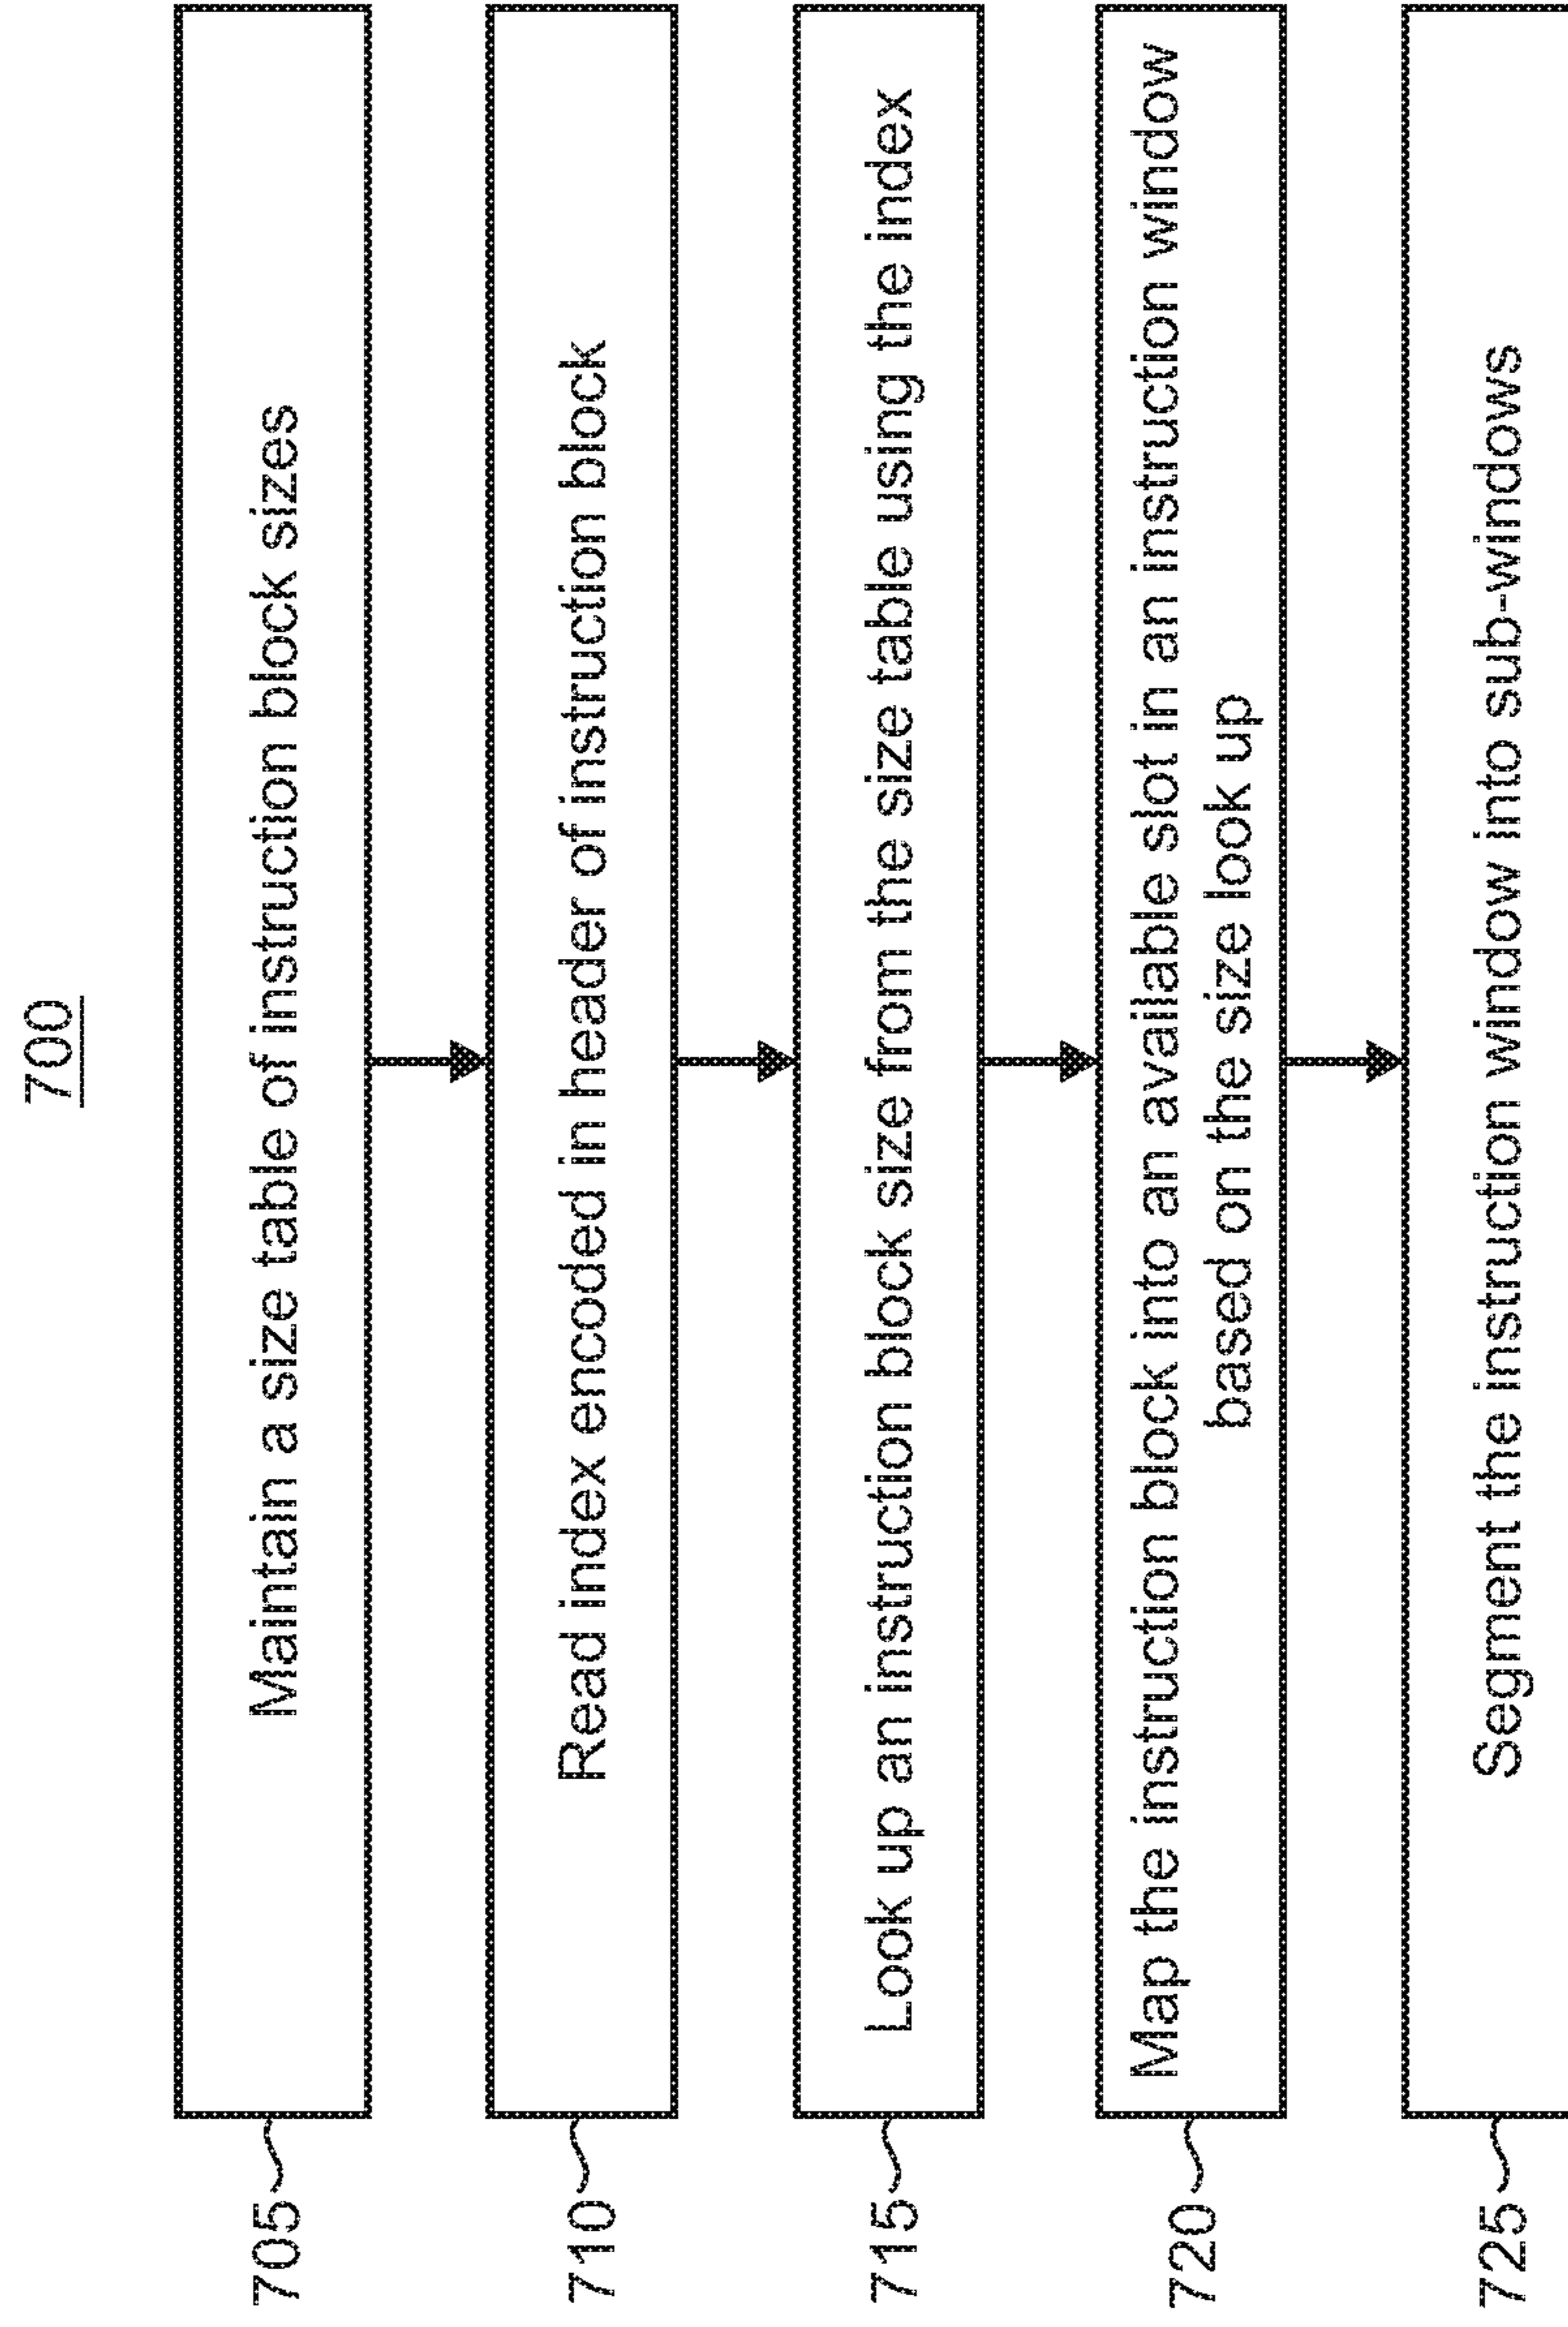 700
705
Maintain a size table of instruction block sizes
710
Read index encoded in header of instruction block
715
Look up an instruction block size from the size table using the index
720
Map the instruction block into an available slot in an instruction window
based on the size look up
725
Segment the instruction window into sub-windows